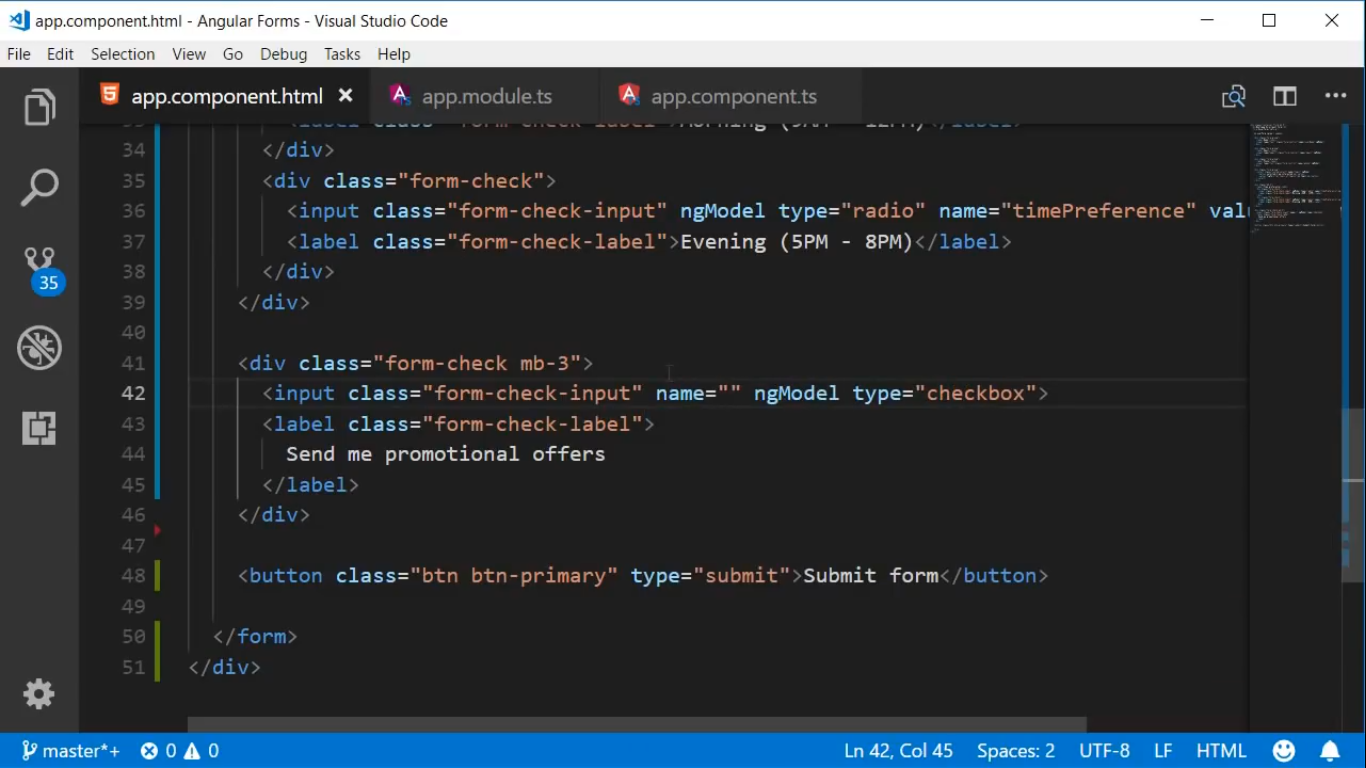 app.component.html - Angular Forms - Visual Studio Code
File Edit Selection View Go Debug Tasks Help
app.component.html app.module.ts app.component.ts
34 </div>
35 <div class="form-check">
36 <input class="form-check-input" ngModel type="radio" name="timePreference" val
37 <label class="form-check-label">Evening (5PM - 8PM)</label>
38 </div>
39 </div>
40
41 <div class="form-check mb-3">
42 <input class="form-check-input" name="" ngModel type="checkbox">
43 <label class="form-check-label">
44 Send me promotional offers
45 </label>
46 </div>
47
48 <button class="btn btn-primary" type="submit">Submit form</button>
49
50 </form>
51 </div>
35
master*+ 0 0 Ln 42, Col 45 Spaces: 2 UTF-8 LF HTML